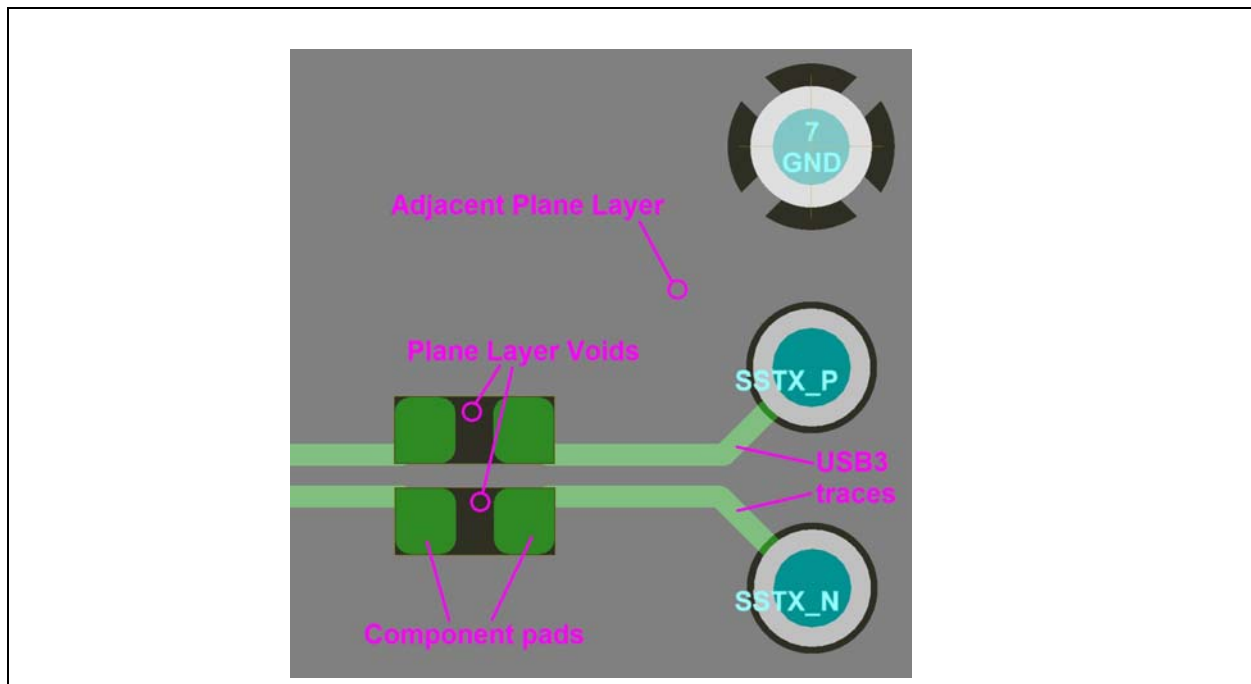 7
GND
Adjacent Plane Layer
Plane Layer Voids
SSTX_P
USB3
traces
SSTX_N
Component pads